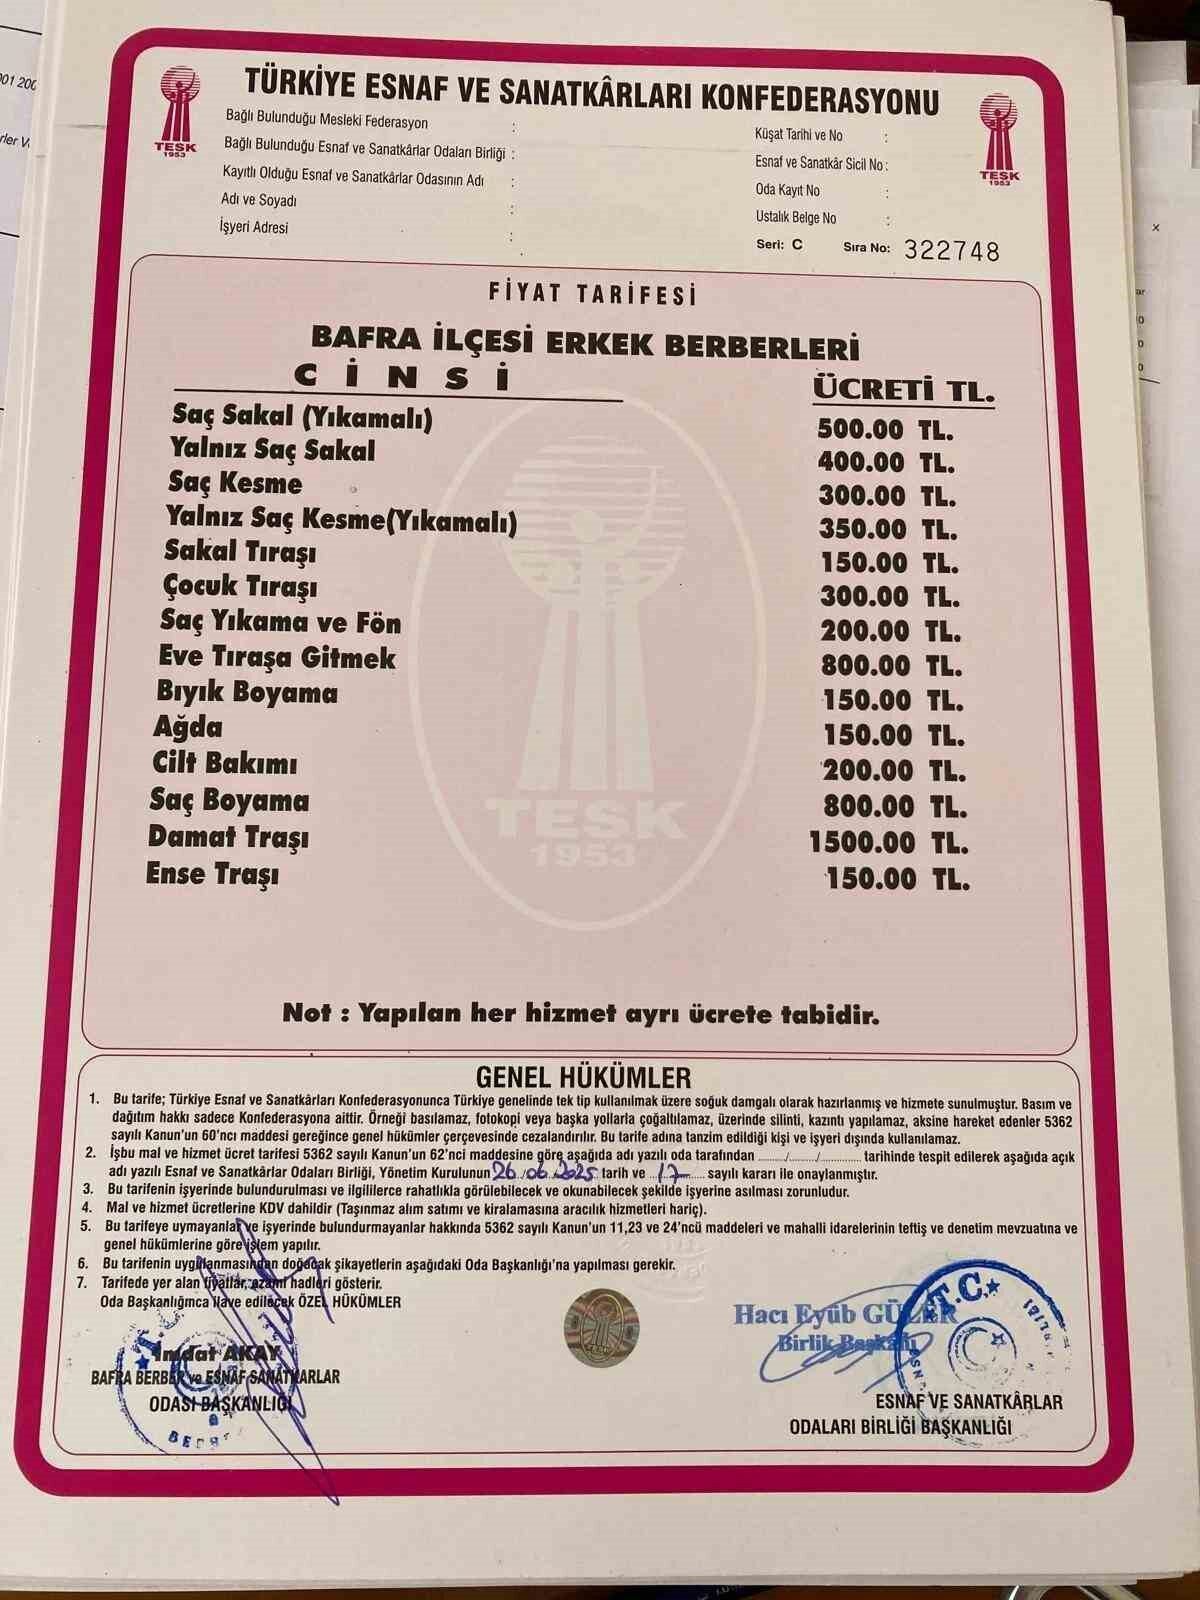 TÜRKİYE ESNAF VE SANATKÂRLARI KONFEDERASYONU
TESK
1953
TESK
1953
Bağlı Bulunduğu Mesleki Federasyon :
Bağlı Bulunduğu Esnaf ve Sanatkârlar Odaları Birliği :
Kayıtlı Olduğu Esnaf ve Sanatkârlar Odasının Adı :
Adı ve Soyadı :
İşyeri Adresi :
Küşat Tarihi ve No :
Esnaf ve Sanatkâr Sicil No :
Oda Kayıt No :
Ustalık Belge No :
Seri: C Sıra No: 322748
FİYAT TARİFESİ
BAFRA İLÇESİ ERKEK BERBERLERİ
CİNSİ ÜCRETİ TL.
Saç Sakal (Yıkamalı) 500.00 TL.
Yalnız Saç Sakal 400.00 TL.
Saç Kesme 300.00 TL.
Yalnız Saç Kesme(Yıkamalı) 350.00 TL.
Sakal Tıraşı 150.00 TL.
Çocuk Tıraşı 300.00 TL.
Saç Yıkama ve Fön 200.00 TL.
Eve Tıraşa Gitmek 800.00 TL.
Bıyık Boyama 150.00 TL.
Ağda 150.00 TL.
Cilt Bakımı 200.00 TL.
Saç Boyama 800.00 TL.
Damat Traşı 1500.00 TL.
Ense Traşı 150.00 TL.
TESK
1953
Not : Yapılan her hizmet ayrı ücrete tabidir.
GENEL HÜKÜMLER
1. Bu tarife; Türkiye Esnaf ve Sanatkârları Konfederasyonunca Türkiye genelinde tek tip kullanılmak üzere soğuk damgalı olarak hazırlanmış ve hizmete sunulmuştur. Basım ve
dağıtım hakkı sadece Konfederasyona aittir. Örneği basılamaz, fotokopi veya başka yollarla çoğaltılamaz, üzerinde silinti, kazıntı yapılamaz, aksine hareket edenler 5362
sayılı Kanun'un 60'ncı maddesi gereğince genel hükümler çerçevesinde cezalandırılır. Bu tarife adına tanzim edildiği kişi ve işyeri dışında kullanılamaz.
2. İşbu mal ve hizmet ücret tarifesi 5362 sayılı Kanun'un 62'nci maddesine göre aşağıda adı yazılı oda tarafından ......../......../............ tarihinde tespit edilerek aşağıda açık
adı yazılı Esnaf ve Sanatkârlar Odaları Birliği, Yönetim Kurulunun 26.06.2025 tarih ve 17 sayılı kararı ile onaylanmıştır.
3. Bu tarifenin işyerinde bulundurulması ve ilgililerce rahatlıkla görülebilecek ve okunabilecek şekilde işyerine asılması zorunludur.
4. Mal ve hizmet ücretlerine KDV dahildir (Taşınmaz alım satımı ve kiralamasına aracılık hizmetleri hariç).
5. Bu tarifeye uymayanlar ve işyerinde bulundurmayanlar hakkında 5362 sayılı Kanun'un 11,23 ve 24'ncü maddeleri ve mahalli idarelerinin teftiş ve denetim mevzuatına ve
genel hükümlerine göre işlem yapılır.
6. Bu tarifenin uygulanmasından doğacak şikayetlerin aşağıdaki Oda Başkanlığı'na yapılması gerekir.
7. Tarifede yer alan fiyatlar, azami hadleri gösterir.
Oda Başkanlığınca ilave edilecek ÖZEL HÜKÜMLER
İmdat AKAY
BAFRA BERBER ve ESNAF SANATKARLAR
ODASI BAŞKANLIĞI
TESK
Hacı Eyüb GÜLER
Birlik Başkanı
T.C.
ESNAF VE SANATKÂRLAR
ODALARI BİRLİĞİ BAŞKANLIĞI